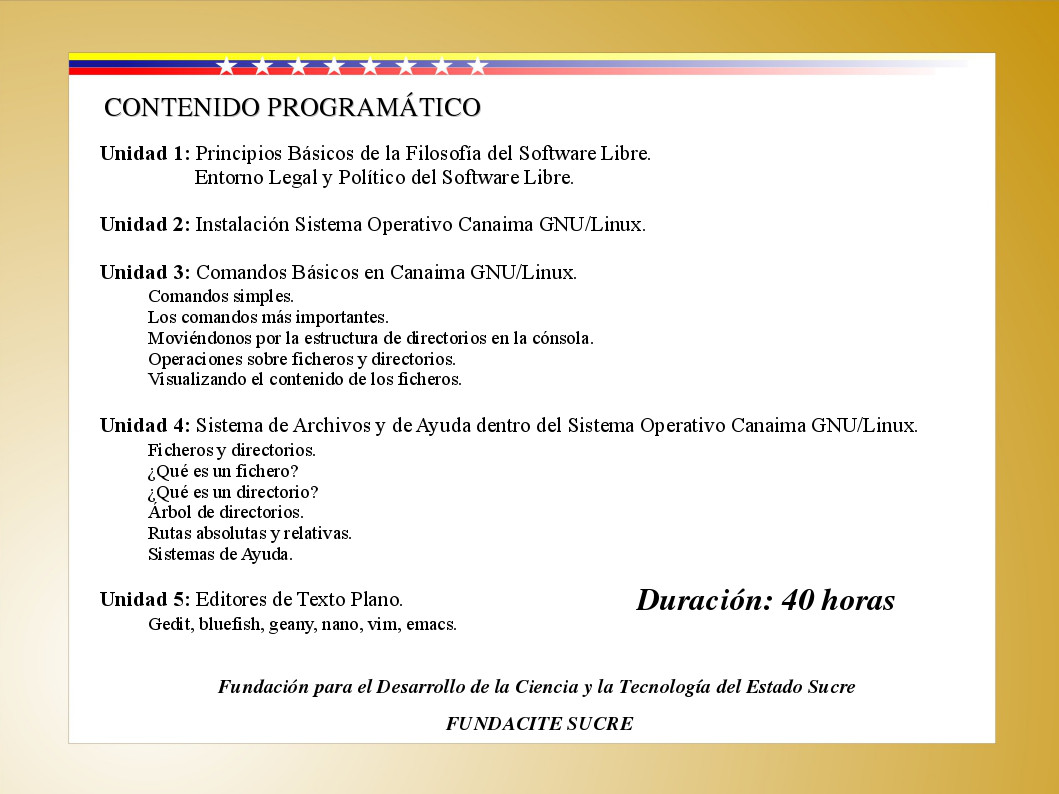 CONTENIDO PROGRAMÁTICO
Unidad 1: Principios Básicos de la Filosofía del Software Libre.
Entorno Legal y Político del Software Libre.
Unidad 2: Instalación Sistema Operativo Canaima GNU/Linux.
Unidad 3: Comandos Básicos en Canaima GNU/Linux.
Comandos simples.
Los comandos más importantes.
Moviéndonos por la estructura de directorios en la cónsola.
Operaciones sobre ficheros y directorios.
Visualizando el contenido de los ficheros.
Unidad 4: Sistema de Archivos y de Ayuda dentro del Sistema Operativo Canaima GNU/Linux.
Ficheros y directorios.
¿Qué es un fichero?
¿Qué es un directorio?
Árbol de directorios.
Rutas absolutas y relativas.
Sistemas de Ayuda.
Unidad 5: Editores de Texto Plano.
Gedit, bluefish, geany, nano, vim, emacs.
Duración: 40 horas
Fundación para el Desarrollo de la Ciencia y la Tecnología del Estado Sucre
FUNDACITE SUCRE